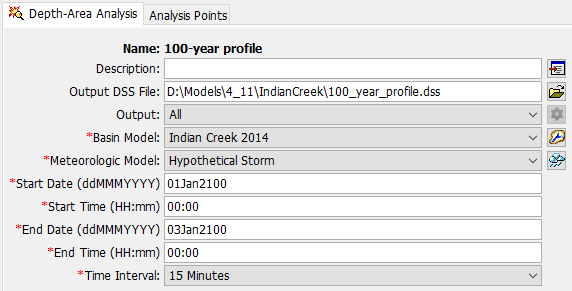 Depth-Area Analysis Analysis Points
Name: 100-year profile
Description:
Output DSS File: D:\Models\4_11\IndianCreek\100_year_profile.dss
Output: All
*Basin Model: Indian Creek 2014
*Meteorologic Model: Hypothetical Storm
*Start Date (ddMMMYYYY) 01Jan2100
*Start Time (HH:mm) 00:00
*End Date (ddMMMYYYY) 03Jan2100
*End Time (HH:mm) 00:00
*Time Interval: 15 Minutes